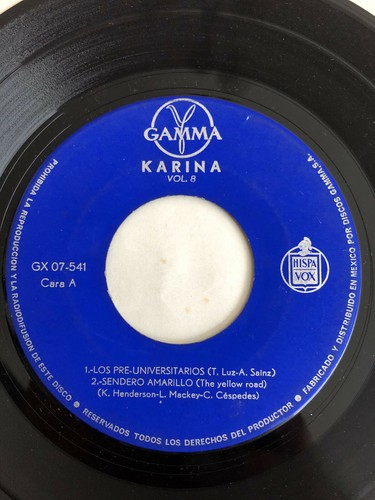 GAMMA
KARINA
VOL. 8
GX 07-541
Cara A
HISPA
VOX
1.-LOS PRE-UNIVERSITARIOS (T. Luz-A. Sainz)
2.-SENDERO AMARILLO (The yellow road)
(K. Henderson-L. Mackey-C. Céspedes)
PROHIBIDA LA REPRODUCCION Y LA RADIODIFUSION DE ESTE DISCO • RESERVADOS TODOS LOS DERECHOS DEL PRODUCTOR • FABRICADO Y DISTRIBUIDO EN MEXICO POR DISCOS GAMMA, S.A.